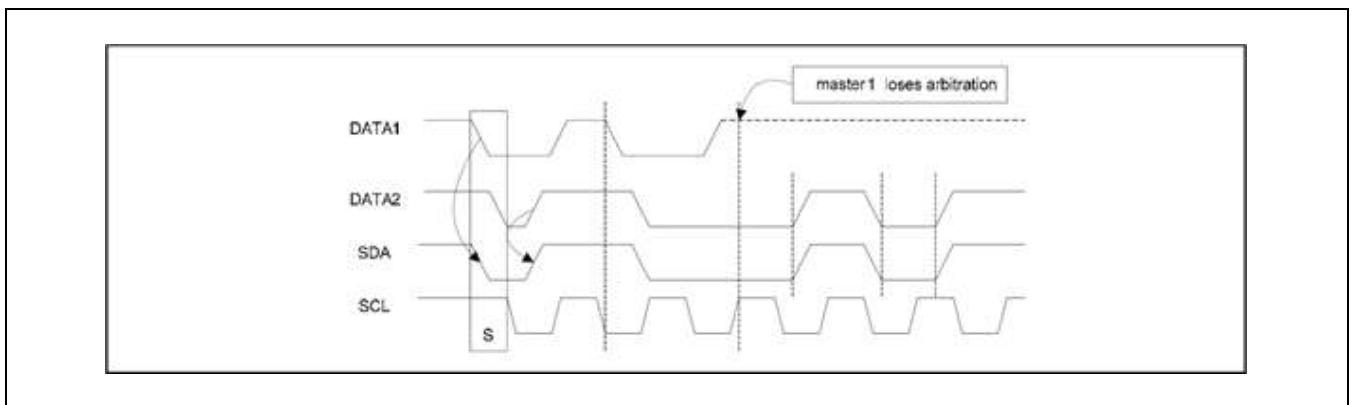 master1 loses arbitration
DATA1
DATA2
SDA
SCL
S